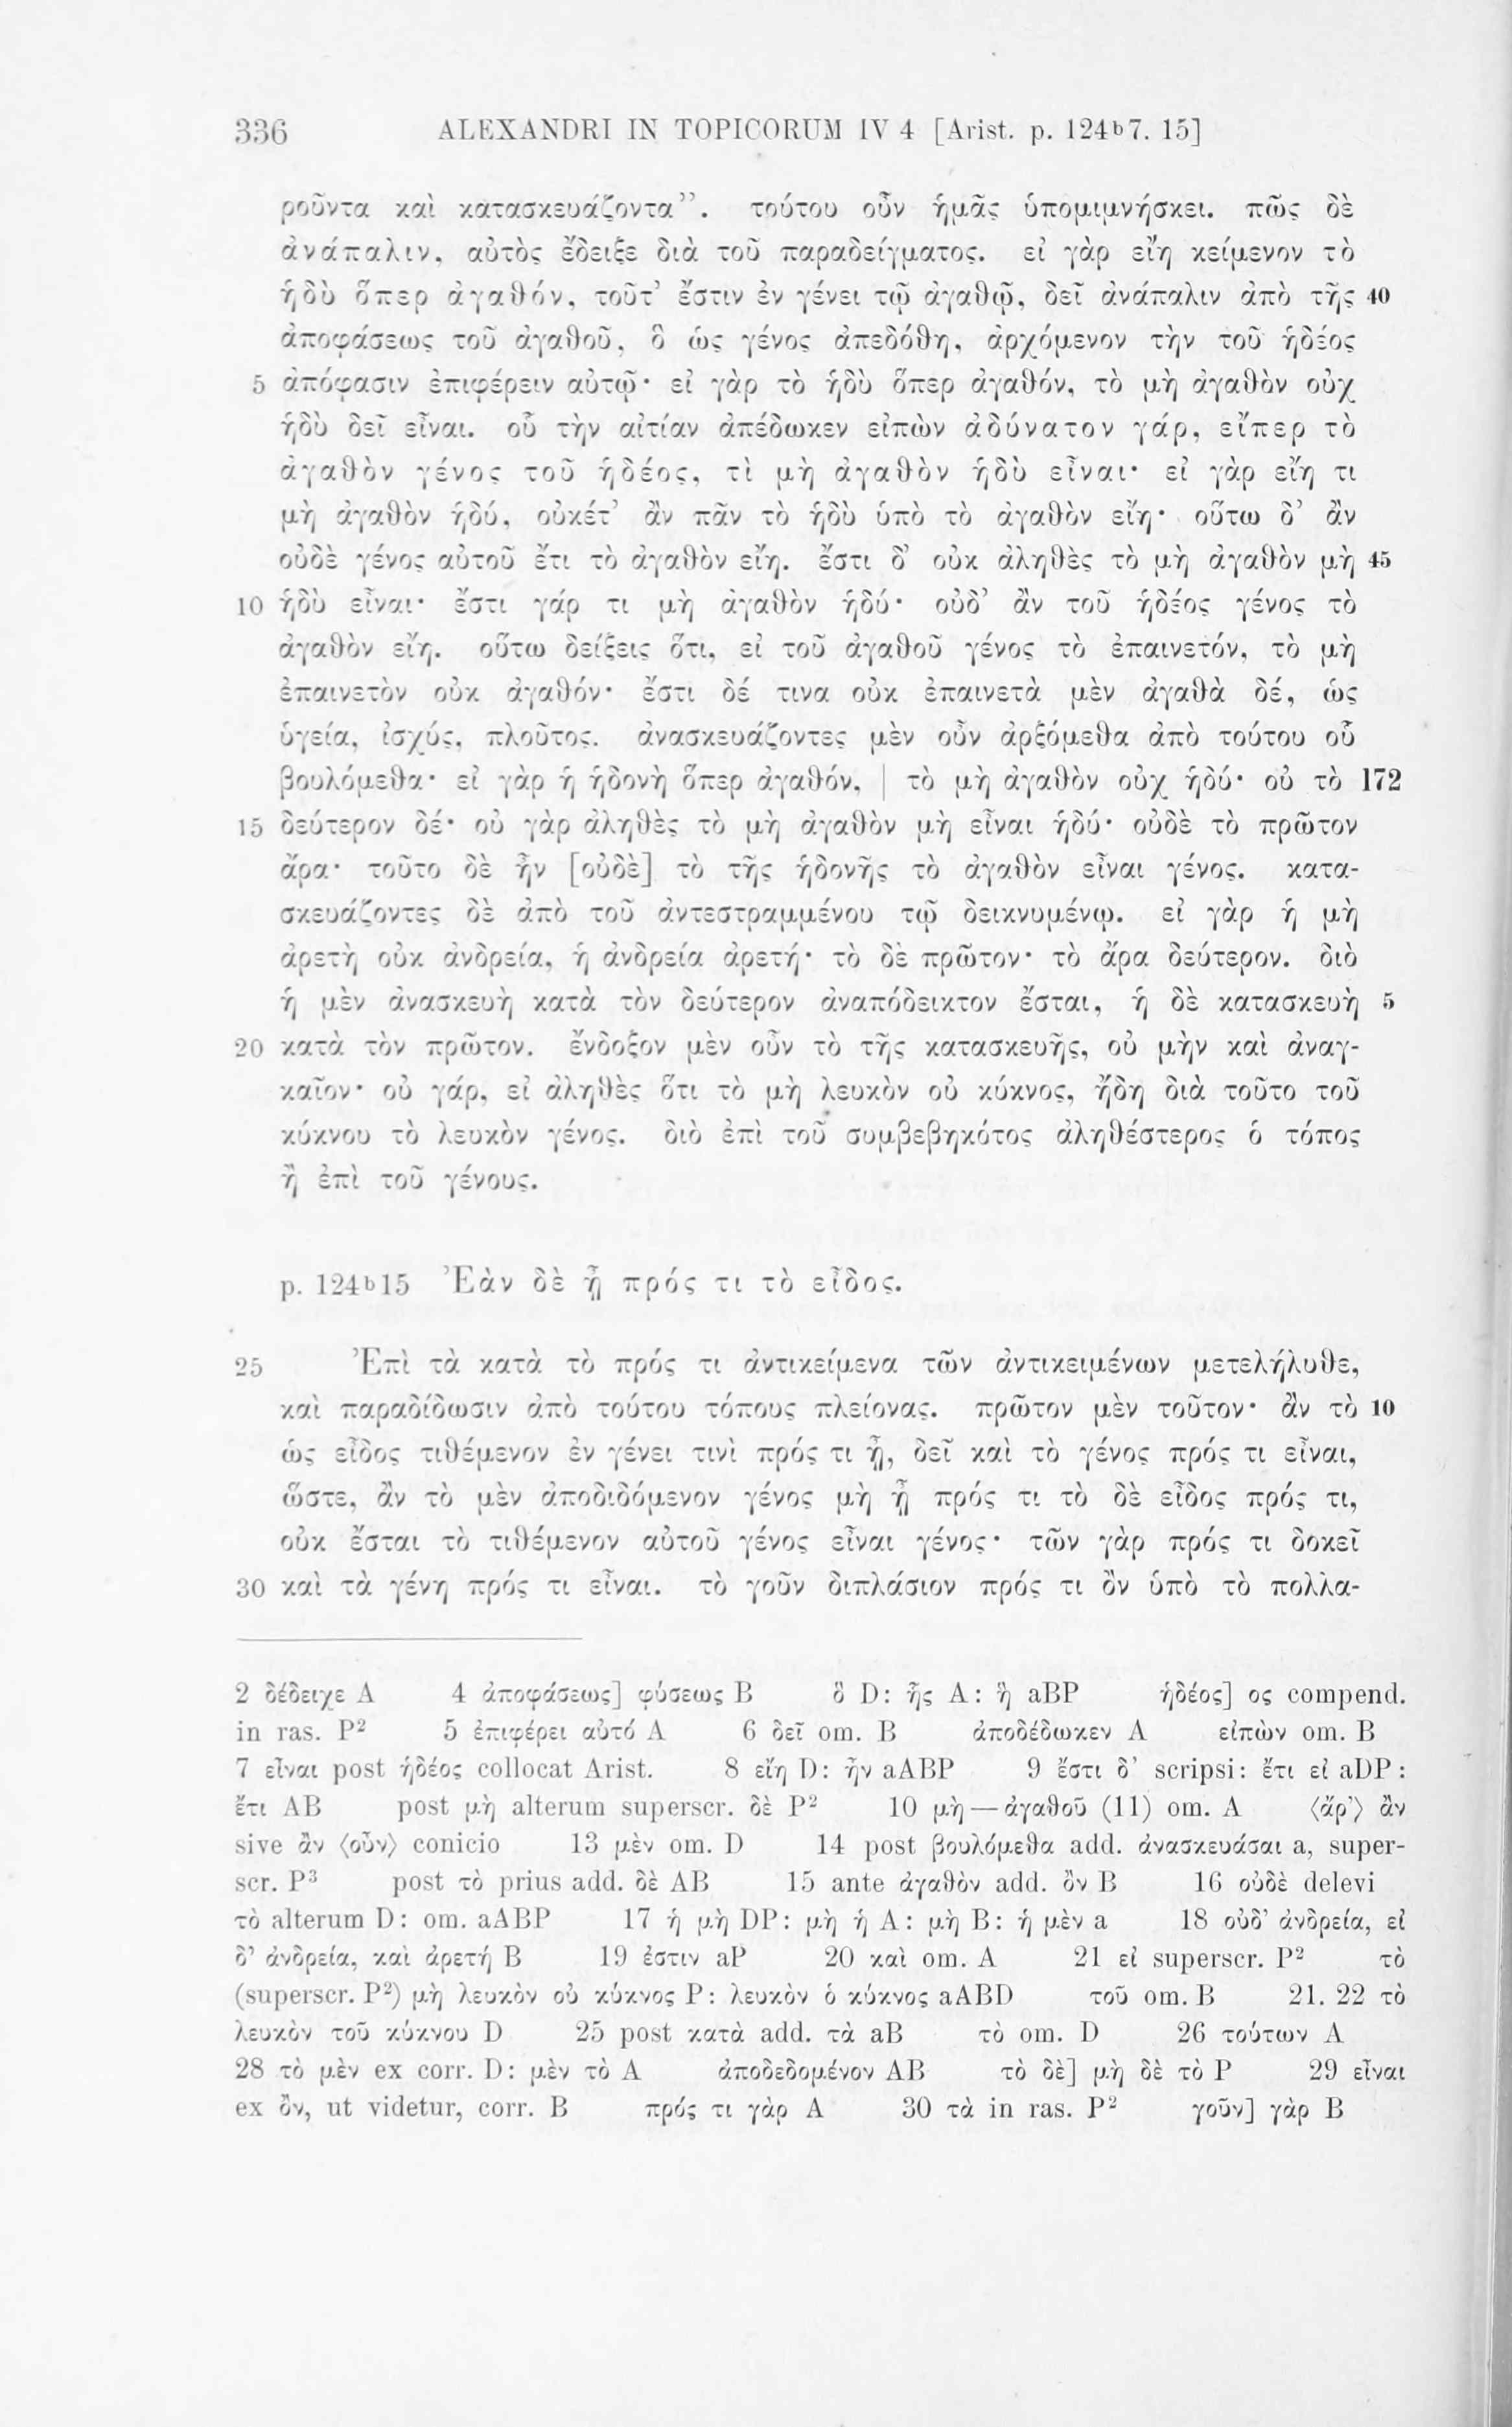 336 ALEXANDRI IN TOPICORUM IV 4 [Arist. p. 124ᵇ7. 15]
ροῦντα καὶ κατασκευάζοντα”. τούτου οὖν ἡμᾶς ὑπομιμνήσκει. πῶς δὲ
ἀνάπαλιν, αὐτὸς ἔδειξε διὰ τοῦ παραδείγματος. εἰ γὰρ εἴη κείμενον τὸ
ἡδὺ ὅπερ ἀγαθόν, τοῦτ’ ἔστιν ἐν γένει τῷ ἀγαθῷ, δεῖ ἀνάπαλιν ἀπὸ τῆς 40
ἀποφάσεως τοῦ ἀγαθοῦ, ὃ ὡς γένος ἀπεδόθη, ἀρχόμενον τὴν τοῦ ἡδέος
5 ἀπόφασιν ἐπιφέρειν αὐτῷ· εἰ γὰρ τὸ ἡδὺ ὅπερ ἀγαθόν, τὸ μὴ ἀγαθὸν οὐχ
ἡδὺ δεῖ εἶναι. οὗ τὴν αἰτίαν ἀπέδωκεν εἰπὼν ἀδύνατον γάρ, εἴπερ τὸ
ἀγαθὸν γένος τοῦ ἡδέος, τὶ μὴ ἀγαθὸν ἡδὺ εἶναι· εἰ γὰρ εἴη τι
μὴ ἀγαθὸν ἡδύ, οὐκέτ’ ἂν πᾶν τὸ ἡδὺ ὑπὸ τὸ ἀγαθὸν εἴη· οὕτω δ’ ἂν
οὐδὲ γένος αὐτοῦ ἔτι τὸ ἀγαθὸν εἴη. ἔστι δ’ οὐκ ἀληθὲς τὸ μὴ ἀγαθὸν μὴ 45
10 ἡδὺ εἶναι· ἔστι γάρ τι μὴ ἀγαθὸν ἡδύ· οὐδ’ ἂν τοῦ ἡδέος γένος τὸ
ἀγαθὸν εἴη. οὕτω δείξεις ὅτι, εἰ τοῦ ἀγαθοῦ γένος τὸ ἐπαινετόν, τὸ μὴ
ἐπαινετὸν οὐκ ἀγαθόν· ἔστι δέ τινα οὐκ ἐπαινετὰ μὲν ἀγαθὰ δέ, ὡς
ὑγεία, ἰσχύς, πλοῦτος. ἀνασκευάζοντες μὲν οὖν ἀρξόμεθα ἀπὸ τούτου οὗ
βουλόμεθα· εἰ γὰρ ἡ ἡδονὴ ὅπερ ἀγαθόν, | τὸ μὴ ἀγαθὸν οὐχ ἡδύ· οὐ τὸ 172
15 δεύτερον δέ· οὐ γὰρ ἀληθὲς τὸ μὴ ἀγαθὸν μὴ εἶναι ἡδύ· οὐδὲ τὸ πρῶτον
ἄρα· τοῦτο δὲ ἦν [οὐδὲ] τὸ τῆς ἡδονῆς τὸ ἀγαθὸν εἶναι γένος. κατα-
σκευάζοντες δὲ ἀπὸ τοῦ ἀντεστραμμένου τῷ δεικνυμένῳ. εἰ γὰρ ἡ μὴ
ἀρετὴ οὐκ ἀνδρεία, ἡ ἀνδρεία ἀρετή· τὸ δὲ πρῶτον· τὸ ἄρα δεύτερον. διὸ
ἡ μὲν ἀνασκευὴ κατὰ τὸν δεύτερον ἀναπόδεικτον ἔσται, ἡ δὲ κατασκευὴ 5
20 κατὰ τὸν πρῶτον. ἔνδοξον μὲν οὖν τὸ τῆς κατασκευῆς, οὐ μὴν καὶ ἀναγ-
καῖον· οὐ γάρ, εἰ ἀληθὲς ὅτι τὸ μὴ λευκὸν οὐ κύκνος, ἤδη διὰ τοῦτο τοῦ
κύκνου τὸ λευκὸν γένος. διὸ ἐπὶ τοῦ συμβεβηκότος ἀληθέστερος ὁ τόπος
ἢ ἐπὶ τοῦ γένους.
p. 124ᵇ15 Ἐὰν δὲ ᾖ πρός τι τὸ εἶδος.
25 Ἐπὶ τὰ κατὰ τὸ πρός τι ἀντικείμενα τῶν ἀντικειμένων μετελήλυθε,
καὶ παραδίδωσιν ἀπὸ τούτου τόπους πλείονας. πρῶτον μὲν τοῦτον· ἂν τὸ 10
ὡς εἶδος τιθέμενον ἐν γένει τινὶ πρός τι ᾖ, δεῖ καὶ τὸ γένος πρός τι εἶναι,
ὥστε, ἂν τὸ μὲν ἀποδιδόμενον γένος μὴ ᾖ πρός τι τὸ δὲ εἶδος πρός τι,
οὐκ ἔσται τὸ τιθέμενον αὐτοῦ γένος εἶναι γένος· τῶν γὰρ πρός τι δοκεῖ
30 καὶ τὰ γένη πρός τι εἶναι. τὸ γοῦν διπλάσιον πρός τι ὂν ὑπὸ τὸ πολλα-
2 δέδειχε A 4 ἀποφάσεως] φύσεως B ὃ D: ἧς A: ἢ aBP ἡδέος] ος compend.
in ras. P² 5 ἐπιφέρει αὐτό A 6 δεῖ om. B ἀποδέδωκεν A εἰπὼν om. B
7 εἶναι post ἡδέος collocat Arist. 8 εἴη D: ἦν aABP 9 ἔστι δ’ scripsi: ἔτι εἰ aDP:
ἔτι AB post μὴ alterum superscr. δὲ P² 10 μὴ — ἀγαθοῦ (11) om. A ⟨ἄρ’⟩ ἂν
sive ἂν ⟨οὖν⟩ conicio 13 μὲν om. D 14 post βουλόμεθα add. ἀνασκευάσαι a, super-
scr. P³ post τὸ prius add. δὲ AB 15 ante ἀγαθὸν add. ὂν B 16 οὐδὲ delevi
τὸ alterum D: om. aABP 17 ἡ μὴ DP: μὴ ἡ A: μὴ B: ἡ μὲν a 18 οὐδ’ ἀνδρεία, εἰ
δ’ ἀνδρεία, καὶ ἀρετή B 19 ἐστιν aP 20 καὶ om. A 21 εἰ superscr. P² τὸ
(superscr. P²) μὴ λευκὸν οὐ κύκνος P: λευκὸν ὁ κύκνος aABD τοῦ om. B 21. 22 τὸ
λευκὸν τοῦ κύκνου D 25 post κατὰ add. τὰ aB τὸ om. D 26 τούτων A
28 τὸ μὲν ex corr. D: μὲν τὸ A ἀποδεδομένον AB τὸ δὲ] μὴ δὲ τὸ P 29 εἶναι
ex ὂν, ut videtur, corr. B πρός τι γὰρ A 30 τὰ in ras. P² γοῦν] γὰρ B